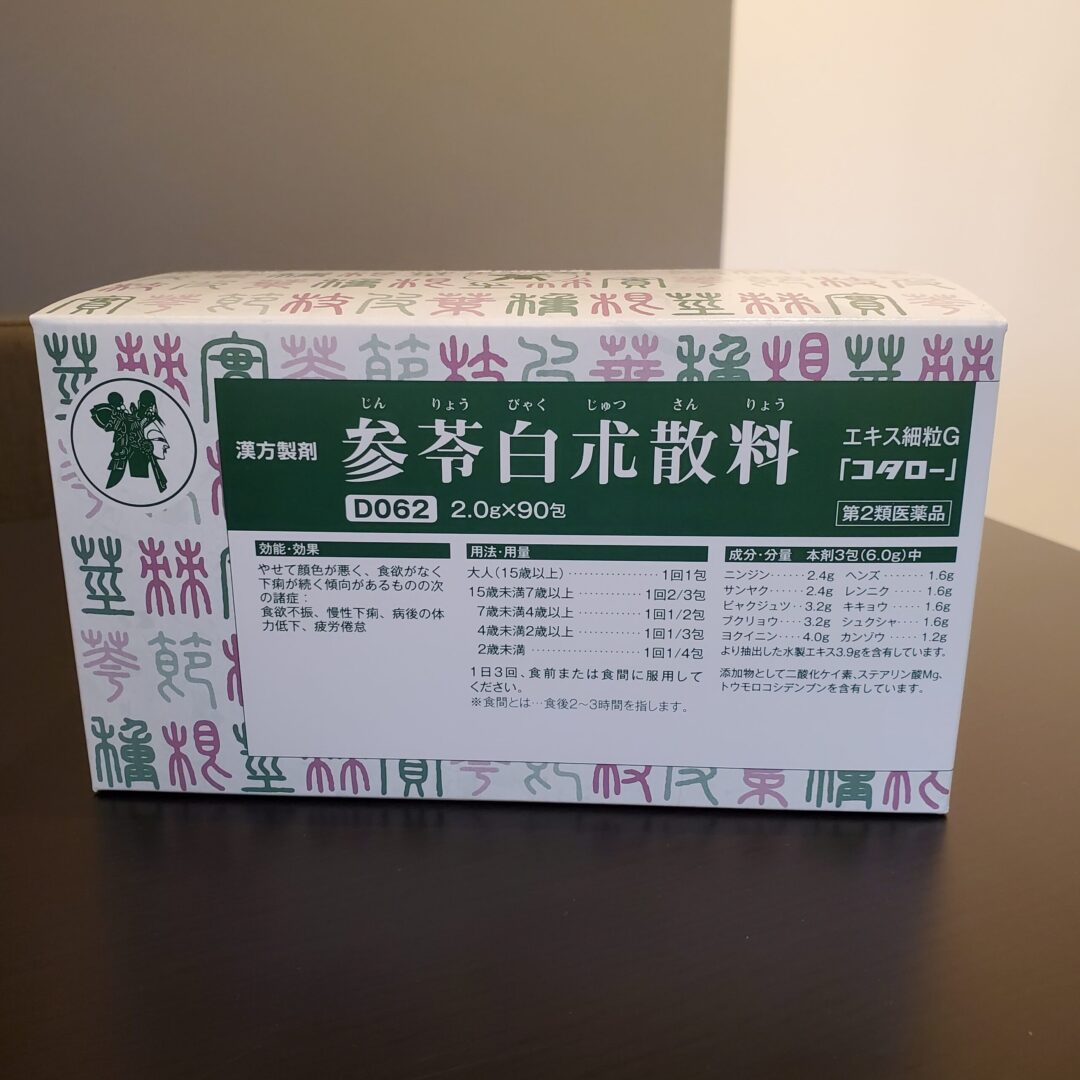 じん りょう びゃく じゅつ さん りょう
漢方製剤 参苓白朮散料 エキス細粒G
「コタロー」
D062 2.0g×90包 第2類医薬品
効能・効果
やせて顔色が悪く、食欲がなく
下痢が続く傾向があるものの次
の諸症：
食欲不振、慢性下痢、病後の体
力低下、疲労倦怠
用法・用量
大人(15歳以上)……………1回1包
15歳未満7歳以上…………1回2/3包
7歳未満4歳以上…………1回1/2包
4歳未満2歳以上…………1回1/3包
2歳未満……………………1回1/4包
1日3回、食前または食間に服用して
ください。
※食間とは…食後2〜3時間を指します。
成分・分量 本剤3包(6.0g)中
ニンジン……2.4g ヘンズ………1.6g
サンヤク……2.4g レンニク……1.6g
ビャクジュツ…3.2g キキョウ……1.6g
ブクリョウ……3.2g シュクシャ…1.6g
ヨクイニン……4.0g カンゾウ……1.2g
より抽出した水製エキス3.9gを含有しています。
添加物として二酸化ケイ素、ステアリン酸Mg、
トウモロコシデンプンを含有しています。